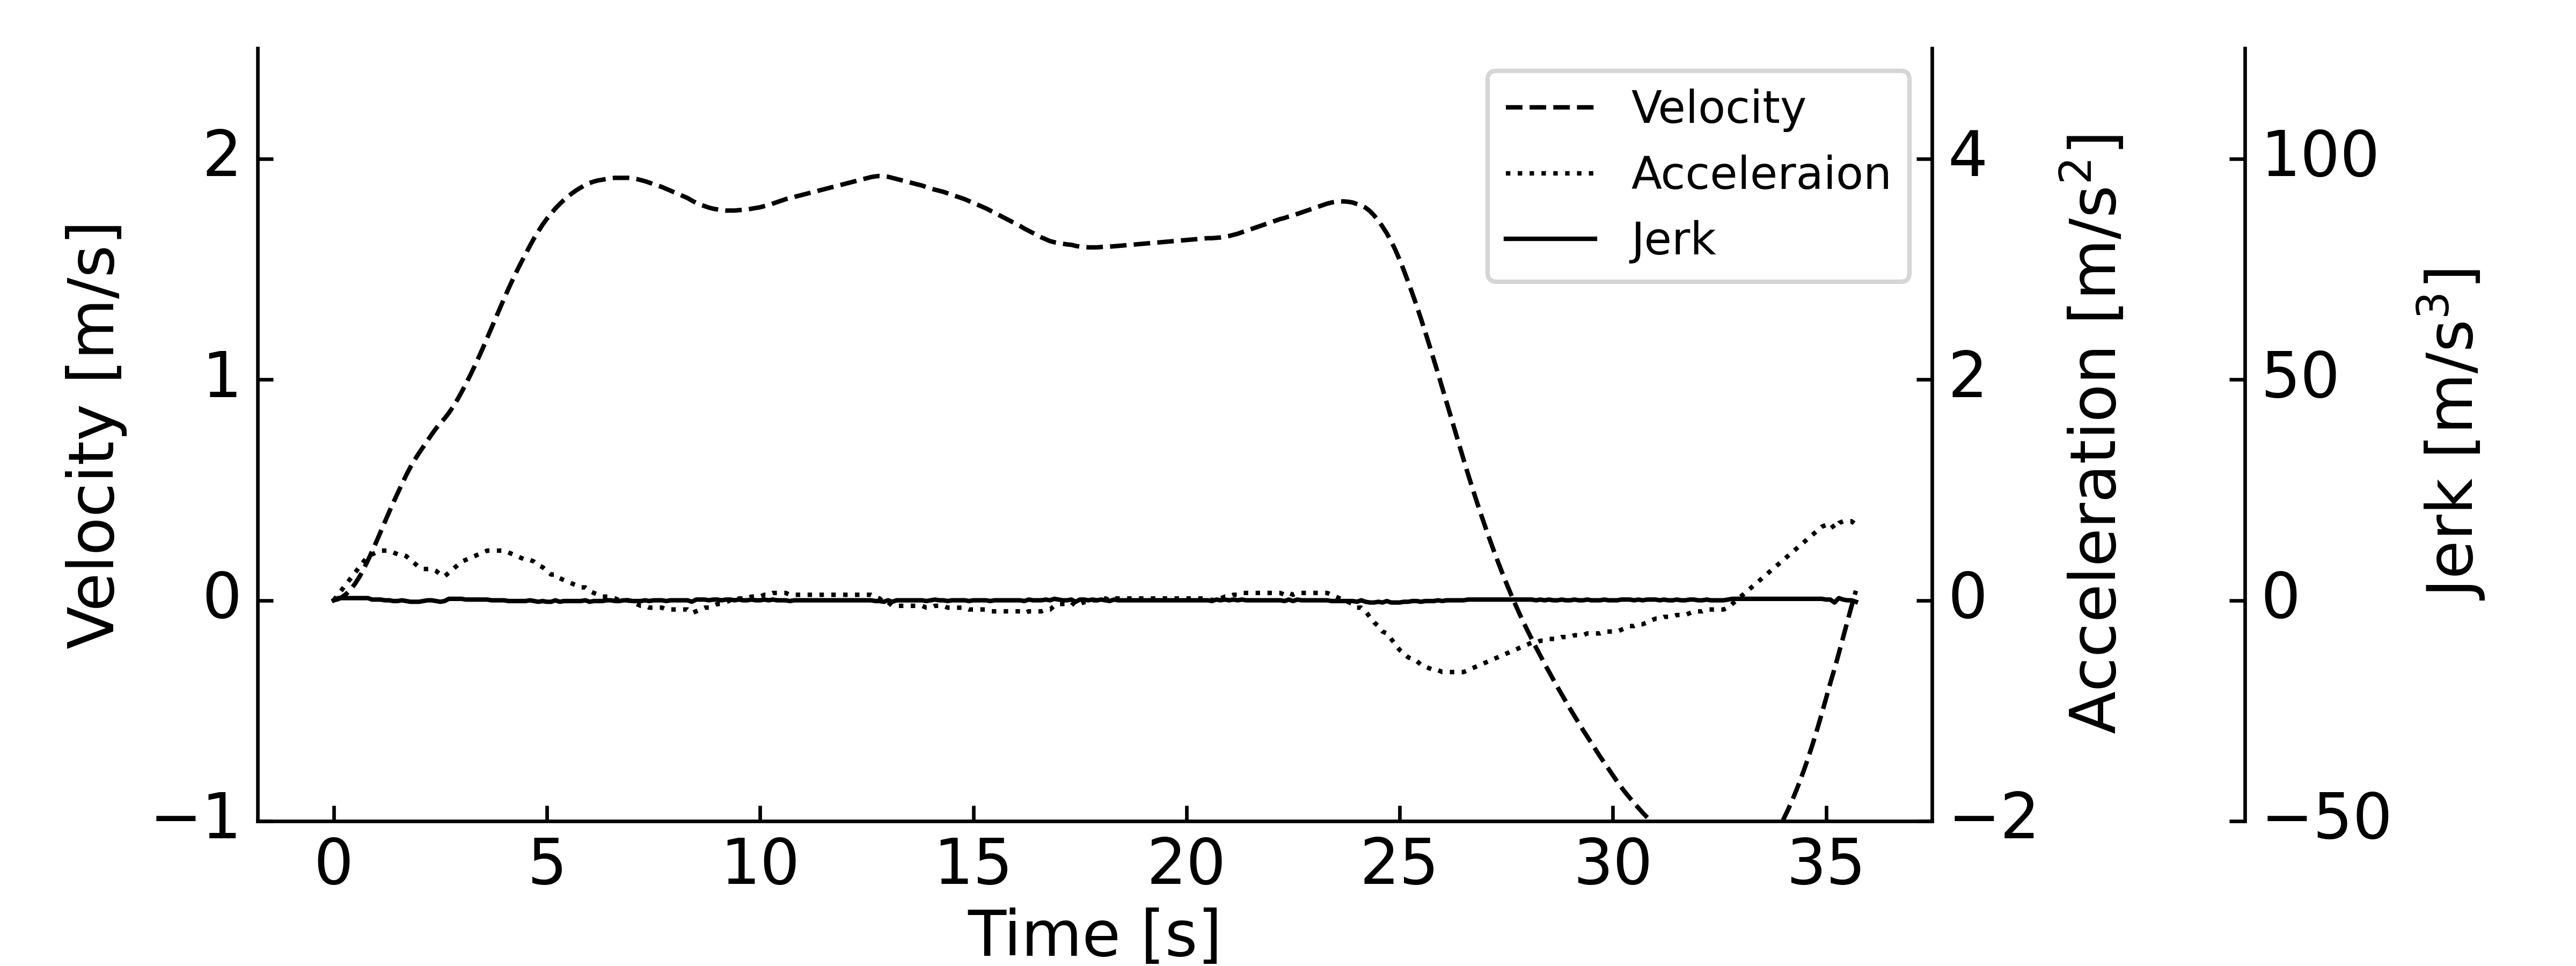 Velocity [m/s]
2
1
0
−1
0 5 10 15 20 25 30 35
Time [s]
Velocity
Acceleraion
Jerk
4
2
0
−2
Acceleration [m/s²]
100
50
0
−50
Jerk [m/s³]